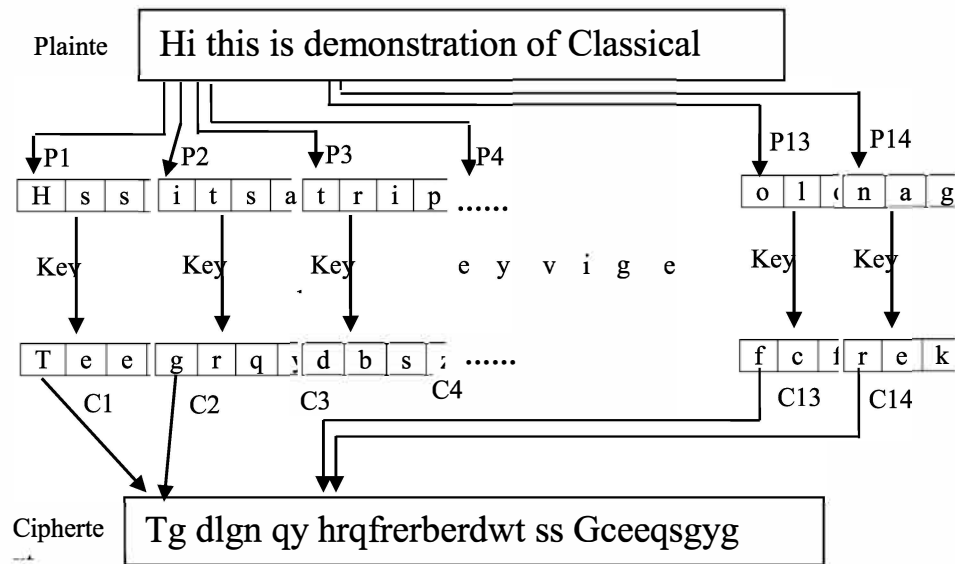 Plainte Hi this is demonstration of Classical
P1 P2 P3 P4 P13 P14
H s s i t s a t r i p ...... o l n a g
Key Key Key e y v i g e Key Key
T e e g r q d b s ...... f c r e k
C1 C2 C3 C4 C13 C14
Cipherte Tg dlgn qy hrqfrerberdwt ss Gceeqsgyg